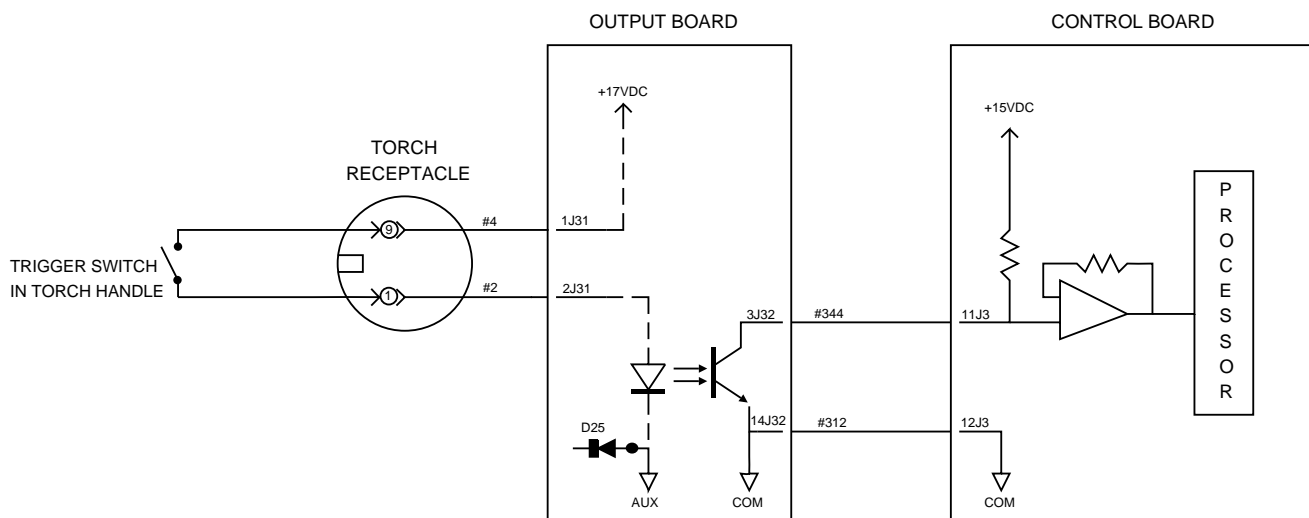 OUTPUT BOARD
CONTROL BOARD
+17VDC
+15VDC
TORCH
RECEPTACLE
TRIGGER SWITCH
IN TORCH HANDLE
9
1
#4
#2
1J31
2J31
3J32
#344
11J3
14J32
#312
12J3
D25
AUX
COM
COM
PROCESSOR